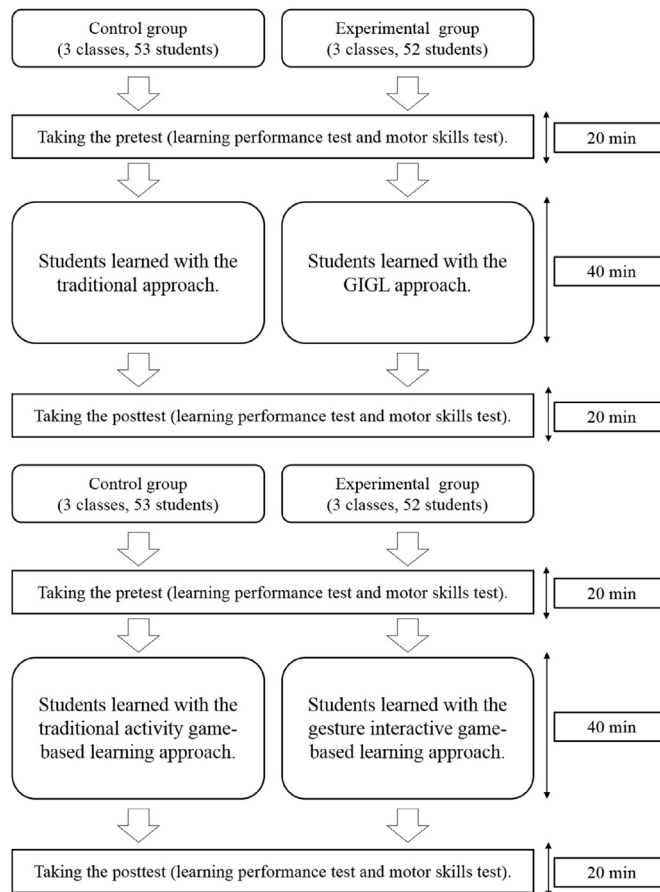 Control group
(3 classes, 53 students)
Experimental group
(3 classes, 52 students)
Taking the pretest (learning performance test and motor skills test).
20 min
Students learned with the
traditional approach.
Students learned with the
GIGL approach.
40 min
Taking the posttest (learning performance test and motor skills test).
20 min
Control group
(3 classes, 53 students)
Experimental group
(3 classes, 52 students)
Taking the pretest (learning performance test and motor skills test).
20 min
Students learned with the
traditional activity game-
based learning approach.
Students learned with the
gesture interactive game-
based learning approach.
40 min
Taking the posttest (learning performance test and motor skills test).
20 min